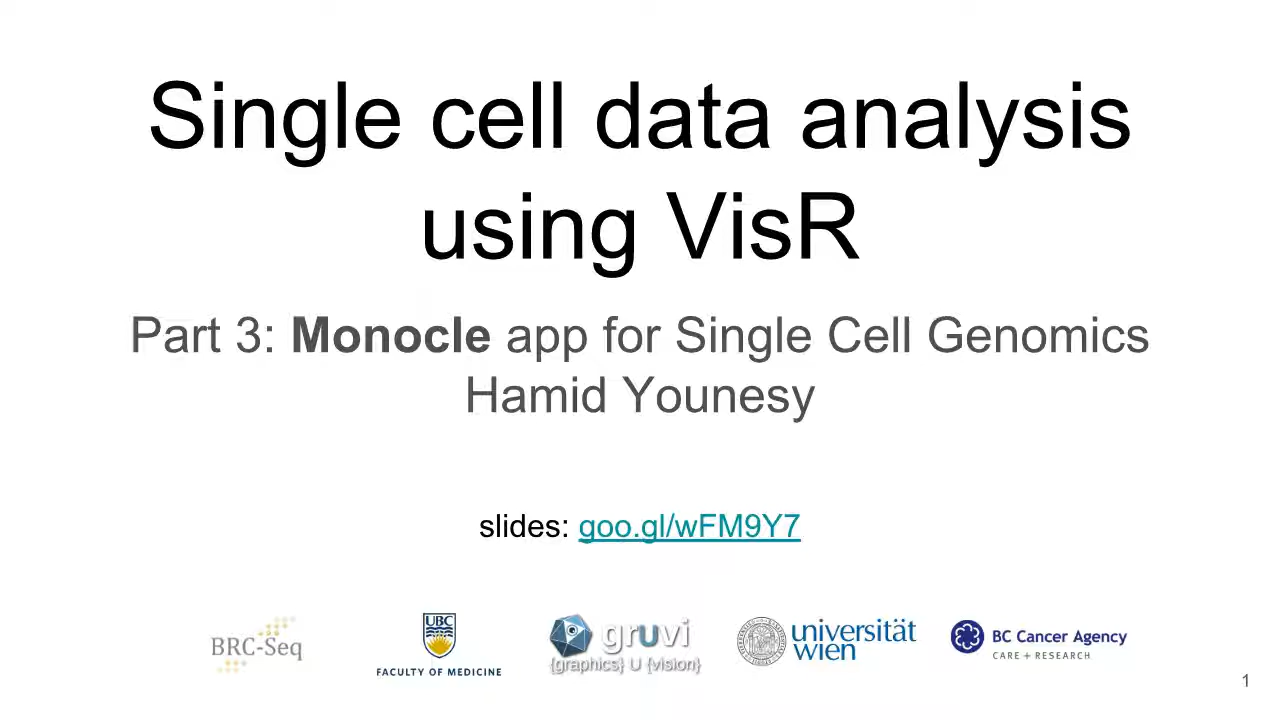 Single cell data analysis
using VisR
Part 3: Monocle app for Single Cell Genomics
Hamid Younesy
slides: goo.gl/wFM9Y7
BRC-Seq
UBC
FACULTY OF MEDICINE
gruvi
{graphics} U {vision}
universität
wien
BC Cancer Agency
CARE + RESEARCH
1